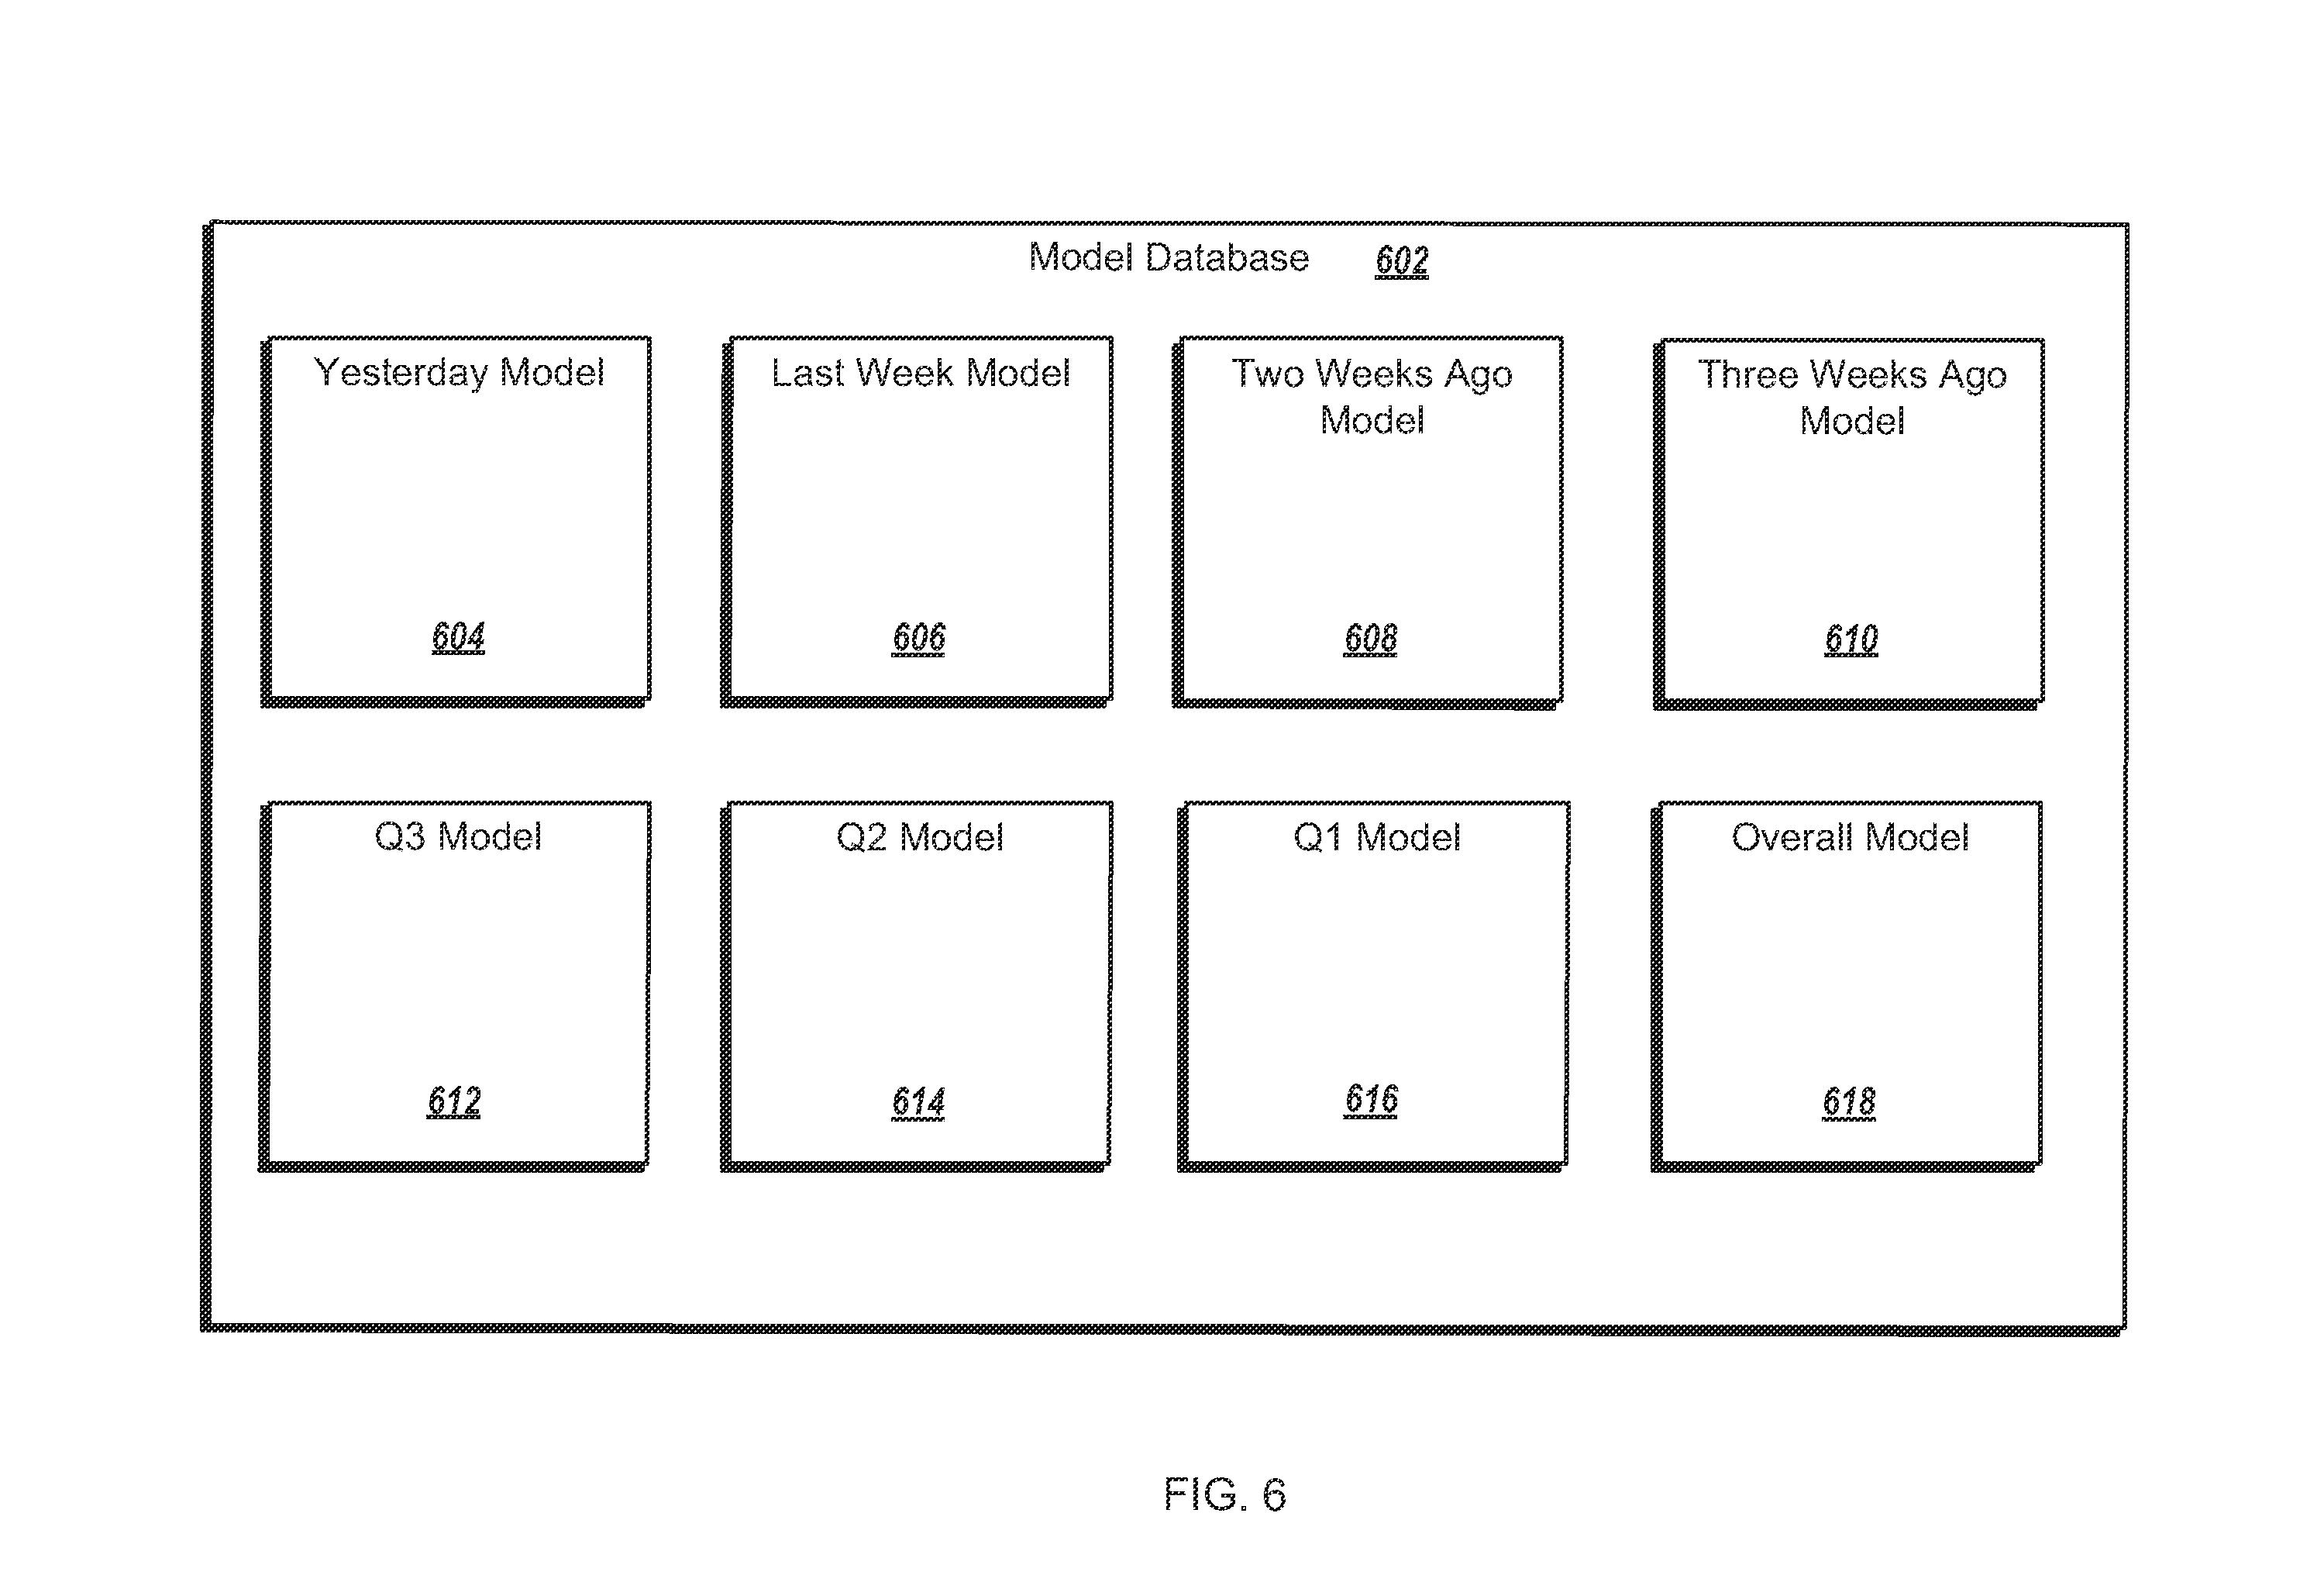 Model Database 602
Yesterday Model
604
Last Week Model
606
Two Weeks Ago
Model
608
Three Weeks Ago
Model
610
Q3 Model
612
Q2 Model
614
Q1 Model
616
Overall Model
618
FIG. 6